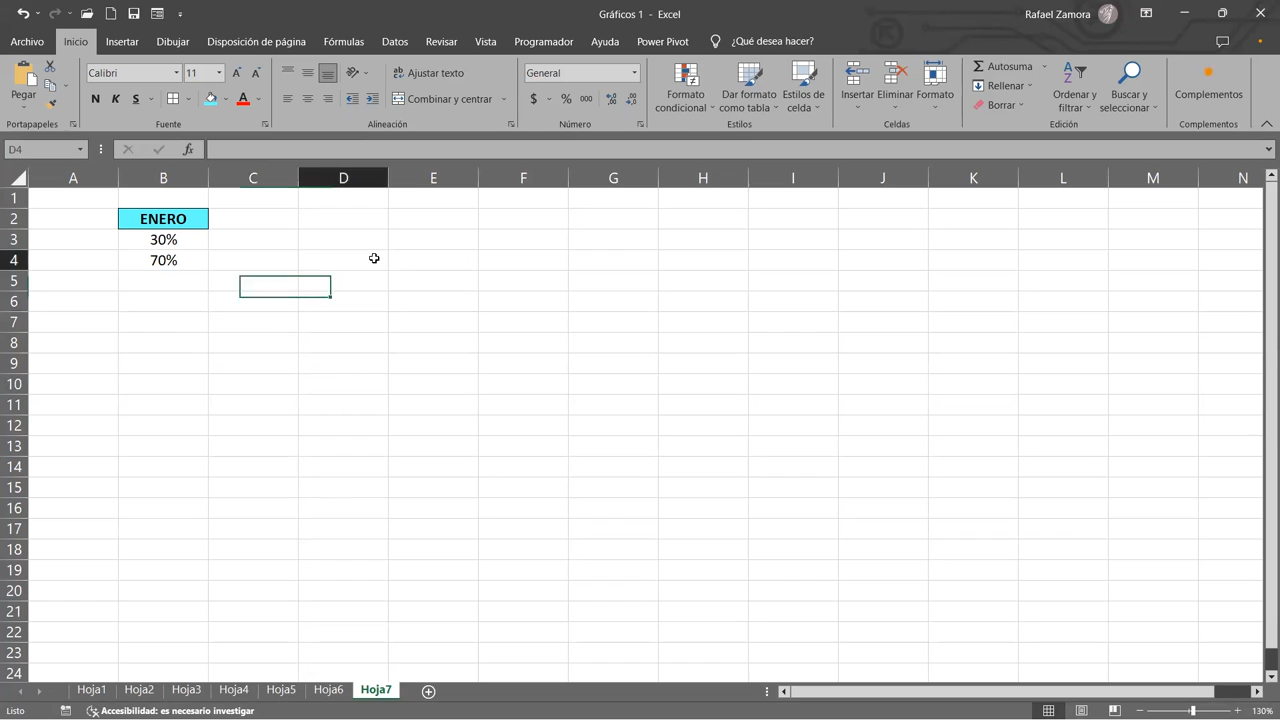 Gráficos 1 - Excel
Rafael Zamora
Archivo Inicio Insertar Dibujar Disposición de página Fórmulas Datos Revisar Vista Programador Ayuda Power Pivot ¿Qué desea hacer?
Pegar
Portapapeles
Calibri 11
N K S
Fuente
Ajustar texto
Combinar y centrar
Alineación
General
$ % 000
Número
Formato condicional
Dar formato como tabla
Estilos de celda
Estilos
Insertar Eliminar Formato
Celdas
Autosuma
Rellenar
Borrar
Ordenar y filtrar
Buscar y seleccionar
Edición
Complementos
Complementos
D4 fx
A B C D E F G H I J K L M N
1
2 ENERO
3 30%
4 70%
5
6
7
8
9
10
11
12
13
14
15
16
17
18
19
20
21
22
23
24
Hoja1 Hoja2 Hoja3 Hoja4 Hoja5 Hoja6 Hoja7
Listo Accesibilidad: es necesario investigar 130%